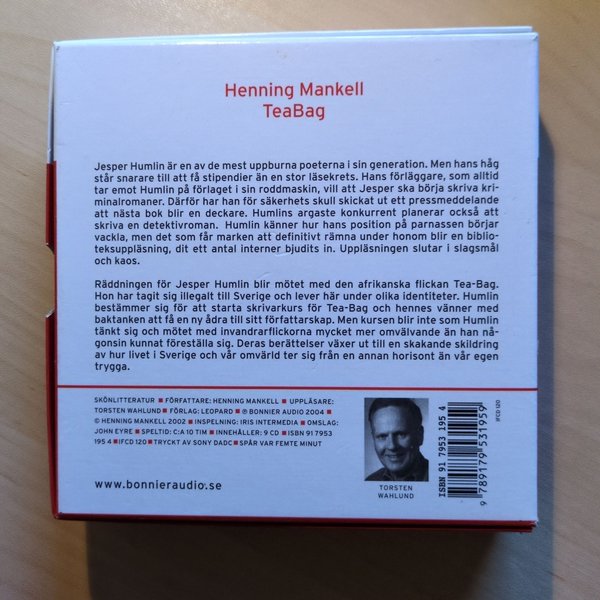 Henning Mankell
TeaBag
Jesper Humlin är en av de mest uppburna poeterna i sin generation. Men hans håg
står snarare till att få stipendier än en stor läsekrets. Hans förläggare, som alltid
tar emot Humlin på förlaget i sin roddmaskin, vill att Jesper ska börja skriva kri-
minalromaner. Därför har han för säkerhets skull skickat ut ett pressmeddelande
att nästa bok blir en deckare. Humlins argaste konkurrent planerar också att
skriva en detektivroman. Humlin känner hur hans position på parnassen börjar
vackla, men det som får marken att definitivt rämna under honom blir en biblio-
teksuppläsning, dit ett antal interner bjudits in. Uppläsningen slutar i slagsmål
och kaos.
Räddningen för Jesper Humlin blir mötet med den afrikanska flickan Tea-Bag.
Hon har tagit sig illegalt till Sverige och lever här under olika identiteter. Humlin
bestämmer sig för att starta skrivarkurs för Tea-Bag och hennes vänner med
baktanken att få en ny ådra till sitt författarskap. Men kursen blir inte som Humlin
tänkt sig och mötet med invandrarflickorna mycket mer omvälvande än han nå-
gonsin kunnat föreställa sig. Deras berättelser växer ut till en skakande skildring
av hur livet i Sverige och vår omvärld ter sig från en annan horisont än vår egen
trygga.
SKÖNLITTERATUR ■ FÖRFATTARE: HENNING MANKELL ■ UPPLÄSARE:
TORSTEN WAHLUND ■ FÖRLAG: LEOPARD ■ ℗ BONNIER AUDIO 2004 ■
© HENNING MANKELL 2002 ■ INSPELNING: IRIS INTERMEDIA ■ OMSLAG:
JOHN EYRE ■ SPELTID: C:A 10 TIM ■ INNEHÅLLER: 9 CD ■ ISBN 91 7953
195 4 ■ IFCD 120 ■ TRYCKT AV SONY DADC ■ SPÅR VAR FEMTE MINUT
www.bonnieraudio.se
TORSTEN
WAHLUND
ISBN 91 7953 195 4
9 789179 531959
IFCD 120